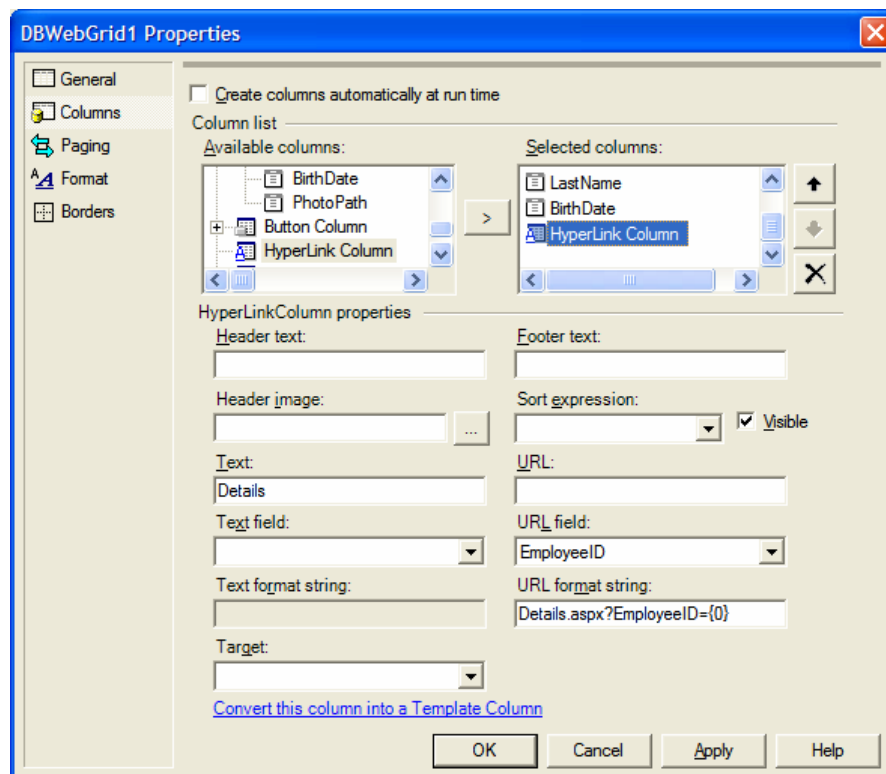 DBWebGrid1 Properties
General
Columns
Paging
Format
Borders
Create columns automatically at run time
Column list
Available columns:
BirthDate
PhotoPath
Button Column
HyperLink Column
>
Selected columns:
LastName
BirthDate
HyperLink Column
HyperLinkColumn properties
Header text:
Footer text:
Header image:
...
Sort expression:
Visible
Text:
Details
URL:
Text field:
URL field:
EmployeeID
Text format string:
URL format string:
Details.aspx?EmployeeID={0}
Target:
Convert this column into a Template Column
OK
Cancel
Apply
Help